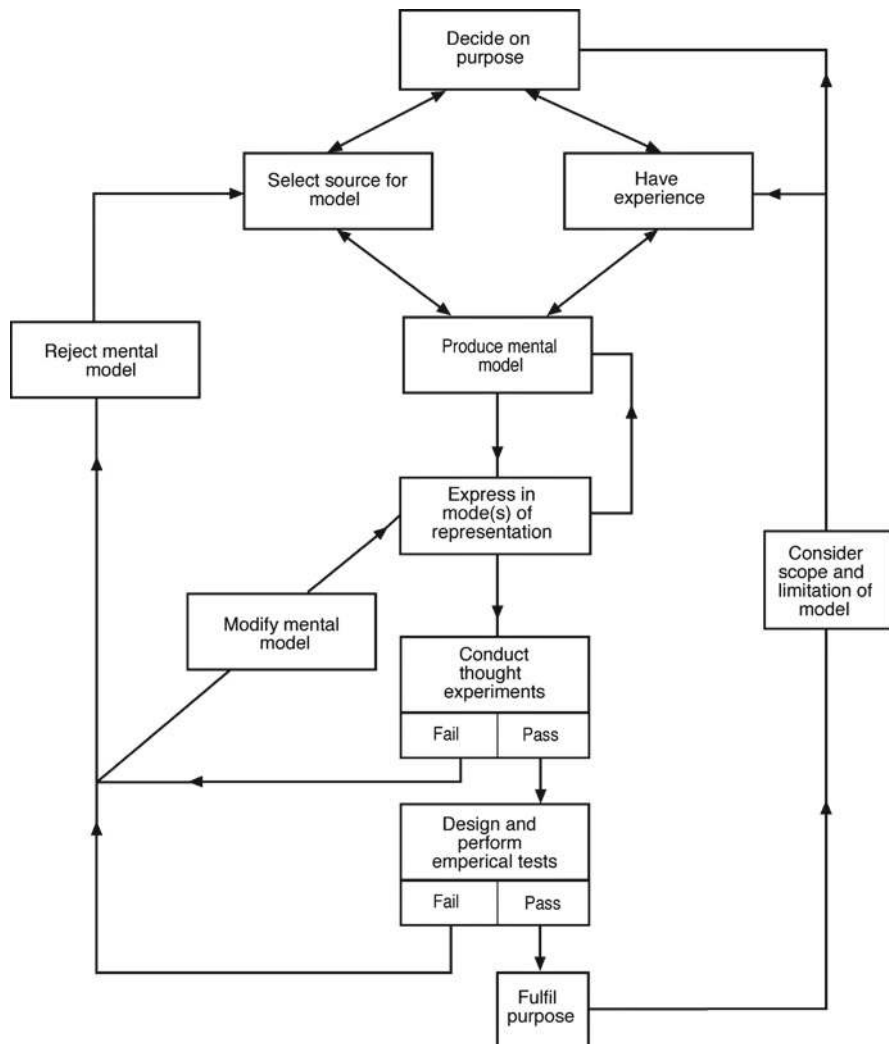 Decide on
purpose
Select source for
model
Have
experience
Reject mental
model
Produce mental
model
Express in
mode(s) of
representation
Consider
scope and
limitation of
model
Modify mental
model
Conduct
thought
experiments
Fail
Pass
Design and
perform
emperical tests
Fail
Pass
Fulfil
purpose